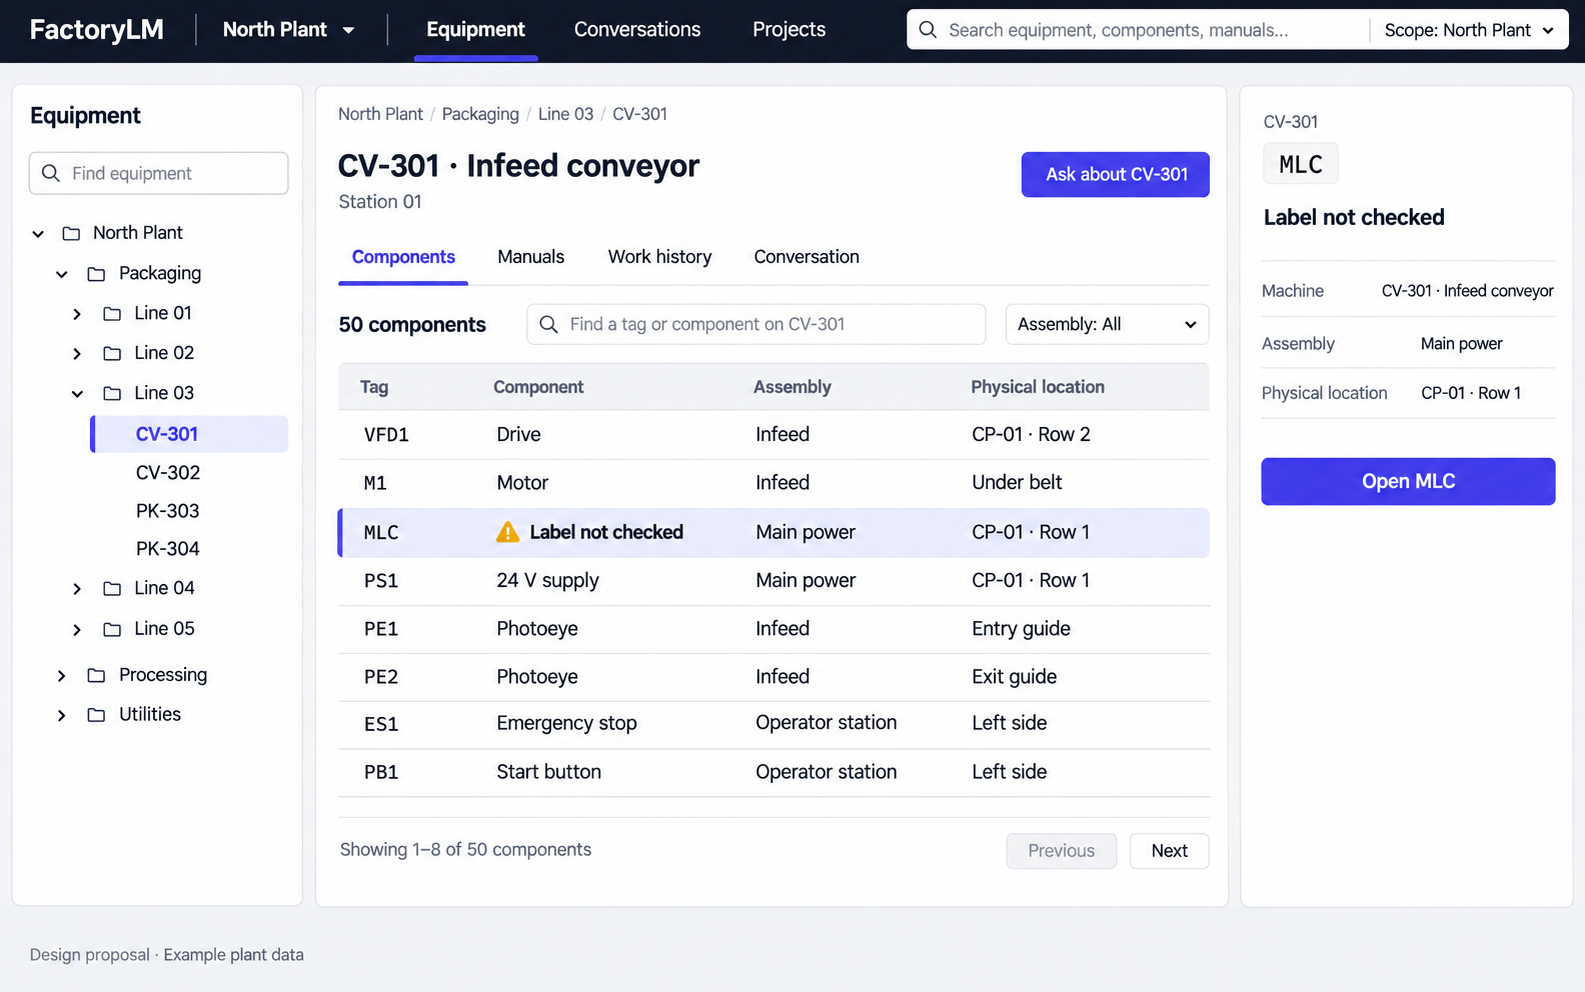 FactoryLM
North Plant
Equipment
Conversations
Projects
Search equipment, components, manuals...
Scope: North Plant
Equipment
Find equipment
North Plant
Packaging
Line 01
Line 02
Line 03
CV-301
CV-302
PK-303
PK-304
Line 04
Line 05
Processing
Utilities
North Plant / Packaging / Line 03 / CV-301
CV-301 · Infeed conveyor
Station 01
Ask about CV-301
Components Manuals Work history Conversation
50 components
Find a tag or component on CV-301
Assembly: All
Tag Component Assembly Physical location
VFD1 Drive Infeed CP-01 · Row 2
M1 Motor Infeed Under belt
MLC Label not checked Main power CP-01 · Row 1
PS1 24 V supply Main power CP-01 · Row 1
PE1 Photoeye Infeed Entry guide
PE2 Photoeye Infeed Exit guide
ES1 Emergency stop Operator station Left side
PB1 Start button Operator station Left side
Showing 1–8 of 50 components
Previous
Next
CV-301
MLC
Label not checked
Machine CV-301 · Infeed conveyor
Assembly Main power
Physical location CP-01 · Row 1
Open MLC
Design proposal · Example plant data